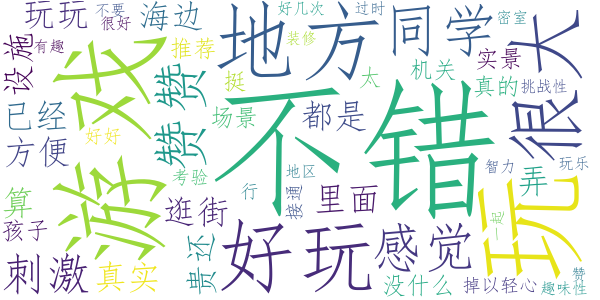 玩玩
不要
很好
海边
好几次
过时
密室
有趣
装修
地方
同学
很大
设施
推荐
实景
游戏
赞赞
挺
太
机关
真的
挑战性
不错
已经
方便
好好
场景
都是
智力
玩乐
考验
地区
弄
玩
一起
算
孩子
逛街
行
接通
里面
贵
还
好玩
感觉
刺激
真实
没什么
掉以轻心
赞
趣味性